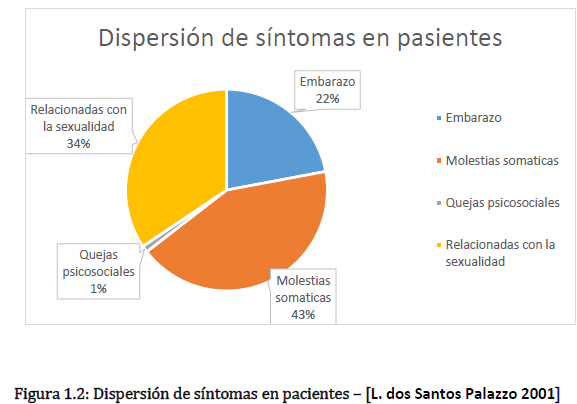 Dispersión de síntomas en pasientes
Embarazo
22%
Relacionadas con
la sexualidad
34%
Quejas
psicosociales
1%
Molestias
somaticas
43%
Embarazo
Molestias somaticas
Quejas psicosociales
Relacionadas con la
sexualidad
Figura 1.2: Dispersión de síntomas en pacientes – [L. dos Santos Palazzo 2001]